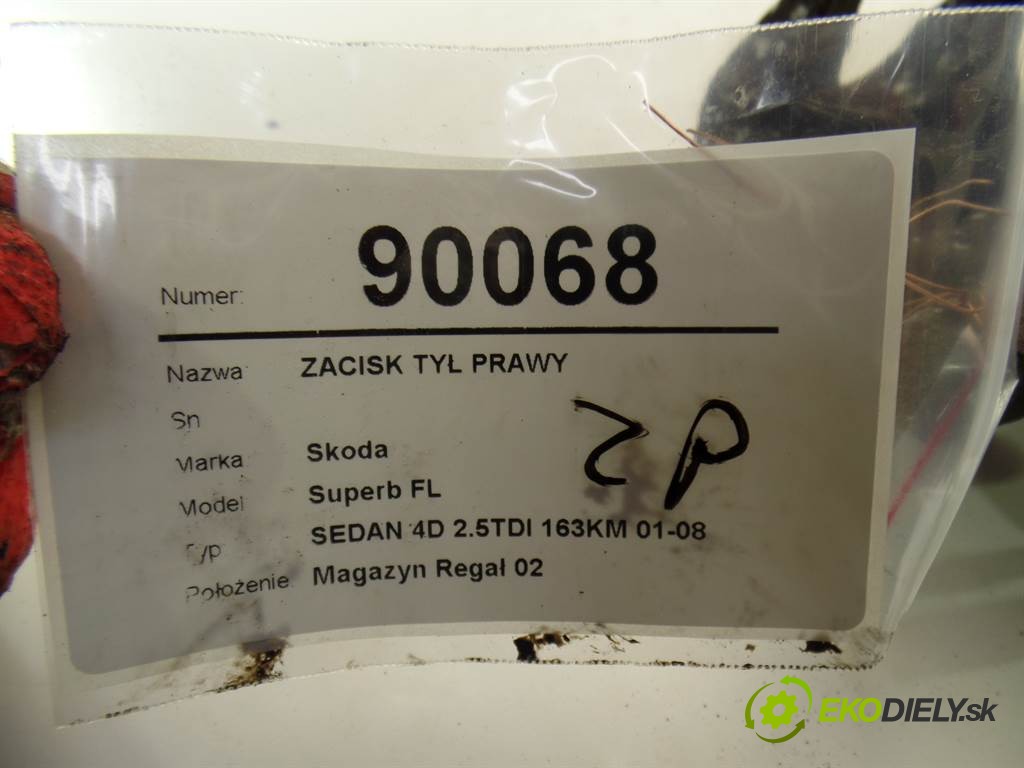 Numer: 90068
Nazwa ZACISK TYŁ PRAWY
Sn
Marka Skoda
Model Superb FL
Typ SEDAN 4D 2.5TDI 163KM 01-08
Położenie Magazyn Regał 02
ZP
EKODIELY.sk